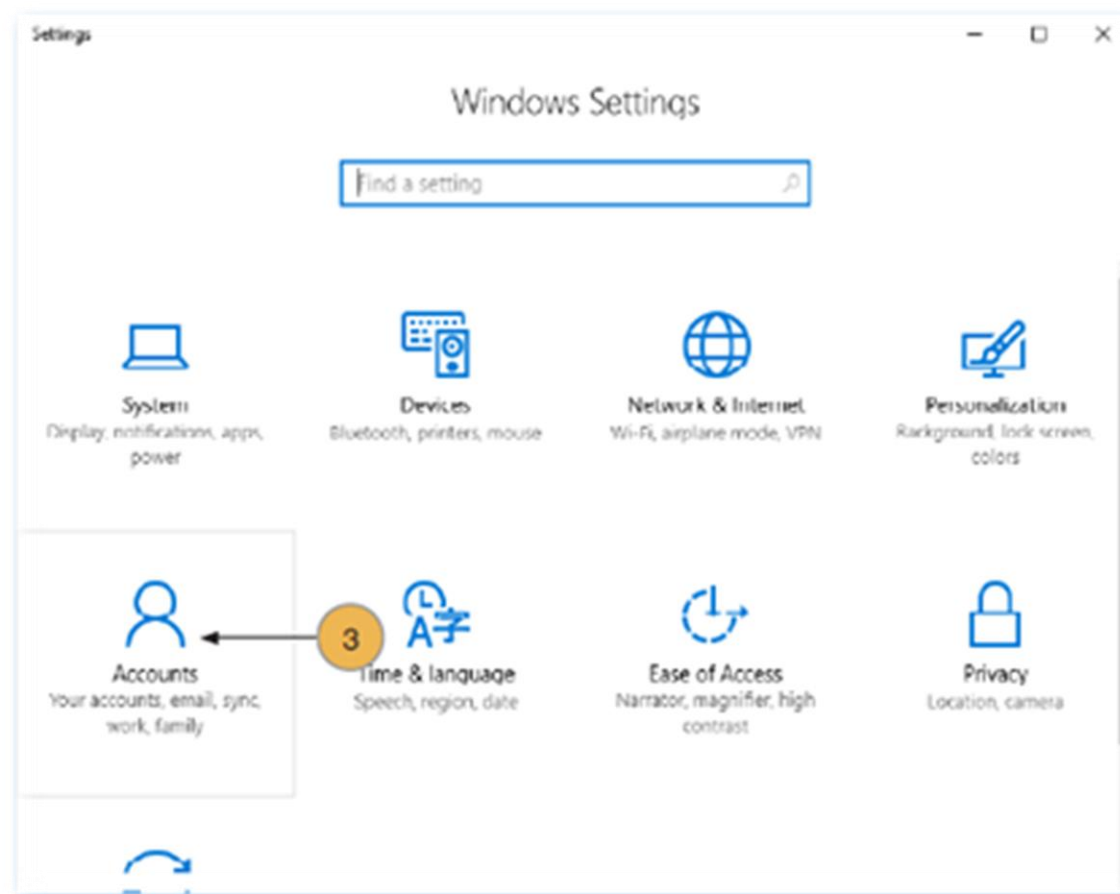 Settings
Windows Settings
Find a setting
System
Display, notifications, apps,
power
Devices
Bluetooth, printers, mouse
Network & Internet
Wi-Fi, airplane mode, VPN
Personalization
Background, lock screen,
colors
Accounts
Your accounts, email, sync,
work, family
3
Time & language
Speech, region, date
Ease of Access
Narrator, magnifier, high
contrast
Privacy
Location, camera